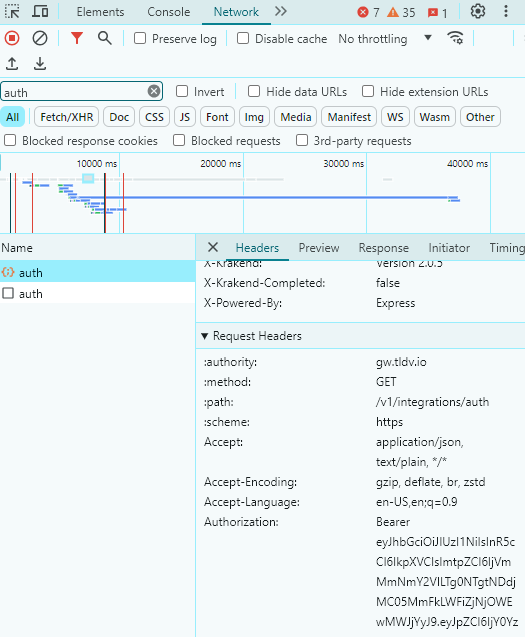 Elements Console Network 7 35 1
Preserve log Disable cache No throttling
auth Invert Hide data URLs Hide extension URLs
All Fetch/XHR Doc CSS JS Font Img Media Manifest WS Wasm Other
Blocked response cookies Blocked requests 3rd-party requests
10000 ms 20000 ms 30000 ms 40000 ms
Name Headers Preview Response Initiator Timing
auth
auth
X-Krakend: Version 2.0.5
X-Krakend-Completed: false
X-Powered-By: Express
Request Headers
:authority: gw.tldv.io
:method: GET
:path: /v1/integrations/auth
:scheme: https
Accept: application/json,
text/plain, */*
Accept-Encoding: gzip, deflate, br, zstd
Accept-Language: en-US,en;q=0.9
Authorization: Bearer
eyJhbGciOiJIUzI1NiIsInR5c
CI6IkpXVCIsImtpZCI6IjVm
MmNmY2VILTg0NTgtNDdj
MC05MmFkLWFiZjNjOWE
wMWJjYyJ9.eyJpZCI6IjY0Yz